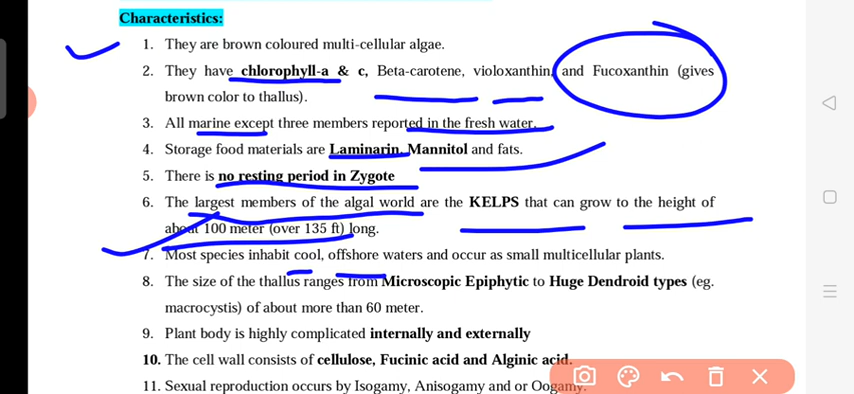 Characteristics:
1. They are brown coloured multi-cellular algae.
2. They have chlorophyll-a & c, Beta-carotene, violoxanthin, and Fucoxanthin (gives
brown color to thallus).
3. All marine except three members reported in the fresh water.
4. Storage food materials are Laminarin, Mannitol and fats.
5. There is no resting period in Zygote
6. The largest members of the algal world are the KELPS that can grow to the height of
about 100 meter (over 135 ft) long.
7. Most species inhabit cool, offshore waters and occur as small multicellular plants.
8. The size of the thallus ranges from Microscopic Epiphytic to Huge Dendroid types (eg.
macrocystis) of about more than 60 meter.
9. Plant body is highly complicated internally and externally
10. The cell wall consists of cellulose, Fucinic acid and Alginic acid.
11. Sexual reproduction occurs by Isogamy, Anisogamy and or Oogamy.